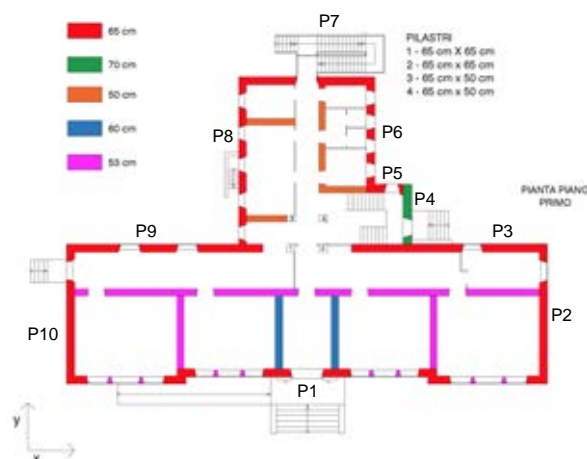 P7
65 cm
70 cm
50 cm
60 cm
53 cm
PILASTRI
1 - 65 cm X 65 cm
2 - 65 cm x 65 cm
3 - 65 cm x 50 cm
4 - 65 cm x 50 cm
P8
P6
P5
P4
PIANTA PIANO
PRIMO
P9
P3
P10
P2
P1
y
x